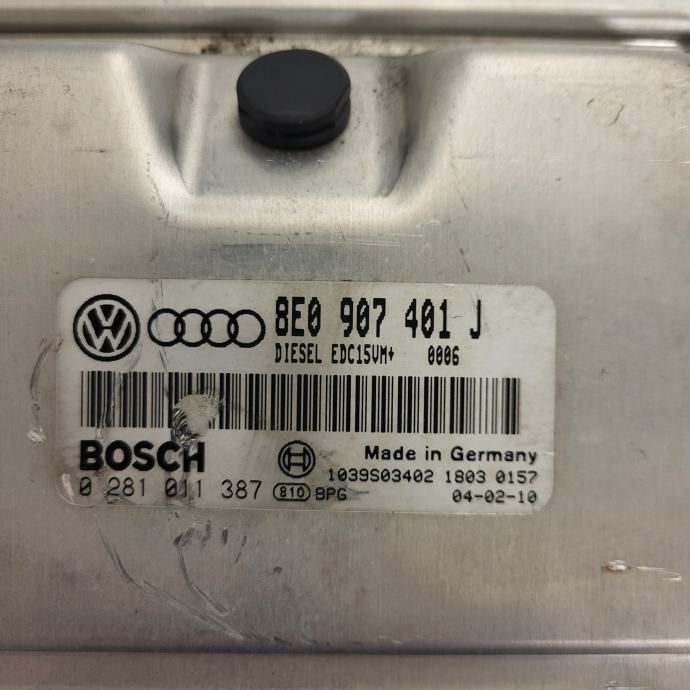 8E0 907 401 J
DIESEL EDC15VM+ 0006
BOSCH
Made in Germany
1039S03402 1803 0157
0 281 011 387 810 BPG 04-02-10